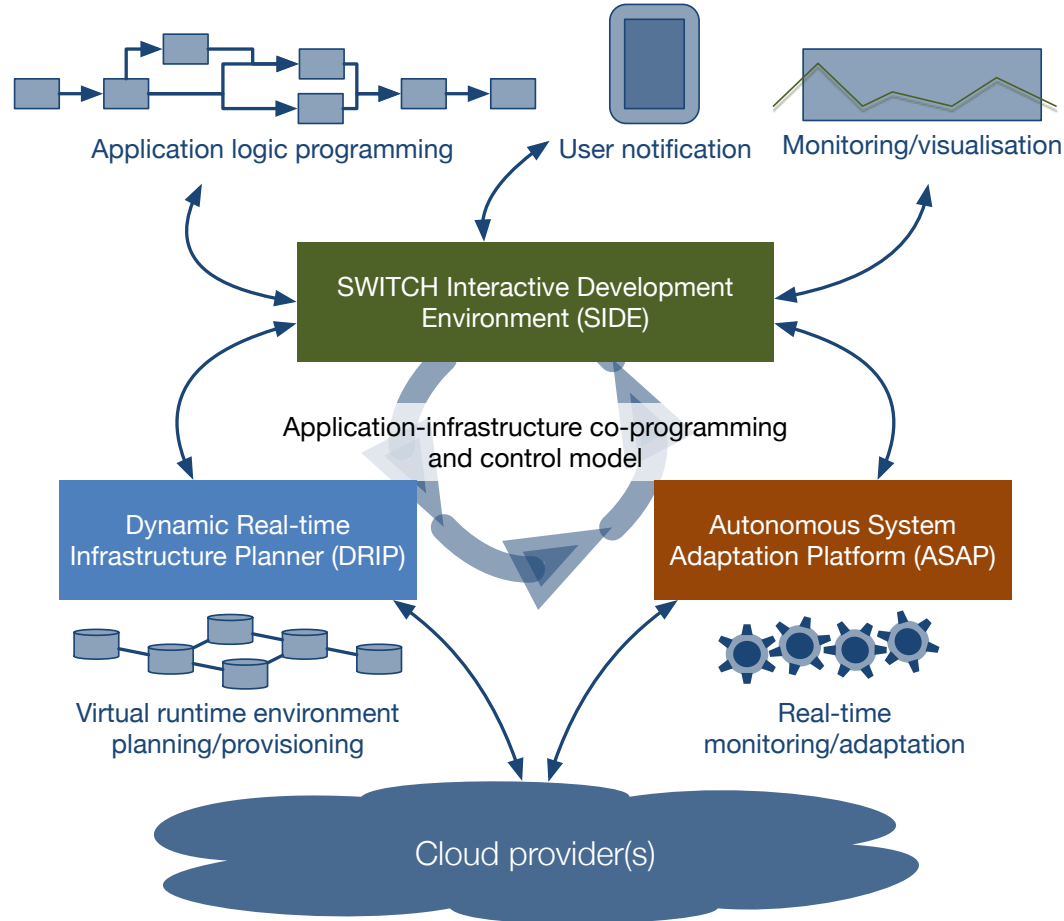 Application logic programming
User notification
Monitoring/visualisation
SWITCH Interactive Development
Environment (SIDE)
Application-infrastructure co-programming
and control model
Dynamic Real-time
Infrastructure Planner (DRIP)
Autonomous System
Adaptation Platform (ASAP)
Virtual runtime environment
planning/provisioning
Real-time
monitoring/adaptation
Cloud provider(s)